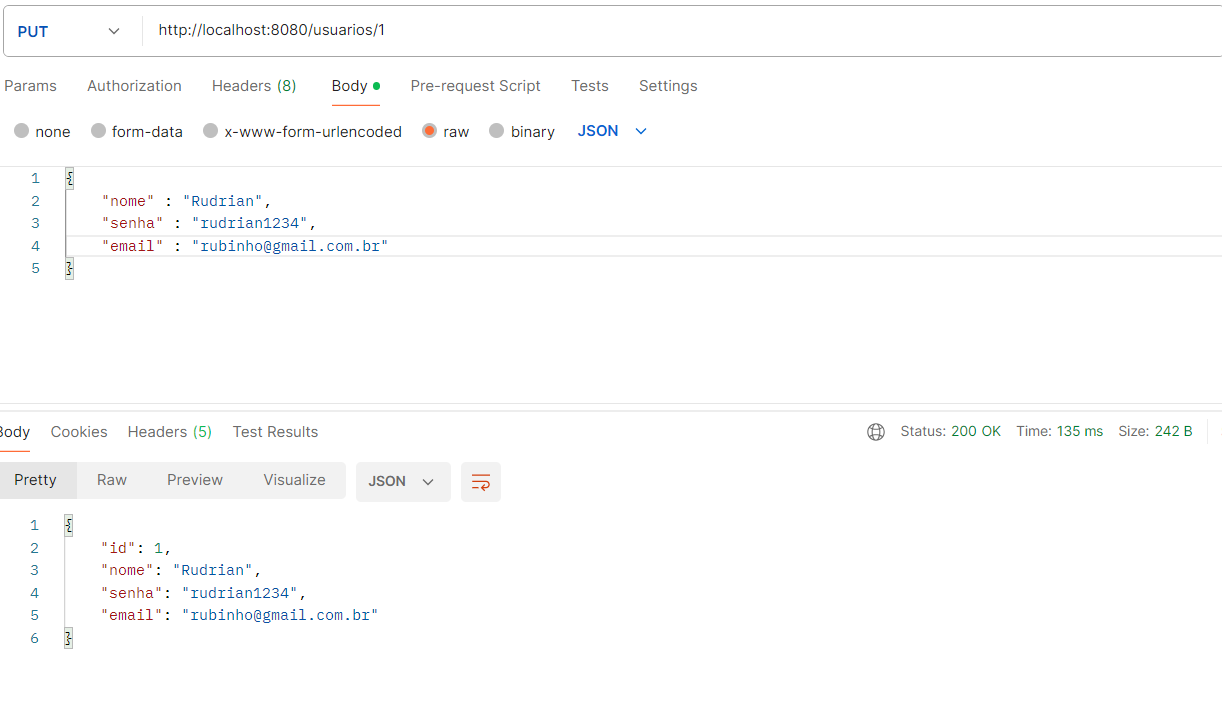 PUT http://localhost:8080/usuarios/1
Params Authorization Headers (8) Body Pre-request Script Tests Settings
none form-data x-www-form-urlencoded raw binary JSON
1 {
2 "nome" : "Rudrian",
3 "senha" : "rudrian1234",
4 "email" : "rubinho@gmail.com.br"
5 }
Body Cookies Headers (5) Test Results Status: 200 OK Time: 135 ms Size: 242 B
Pretty Raw Preview Visualize JSON
1 {
2 "id": 1,
3 "nome": "Rudrian",
4 "senha": "rudrian1234",
5 "email": "rubinho@gmail.com.br"
6 }